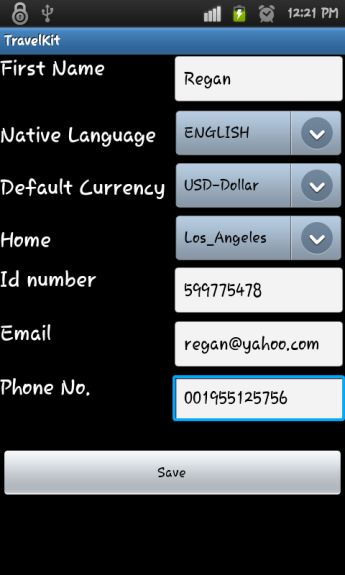 12:21 PM
TravelKit
First Name Regan
Native Language ENGLISH
Default Currency USD-Dollar
Home Los_Angeles
Id number 599775478
Email regan@yahoo.com
Phone No. 001955125756
Save